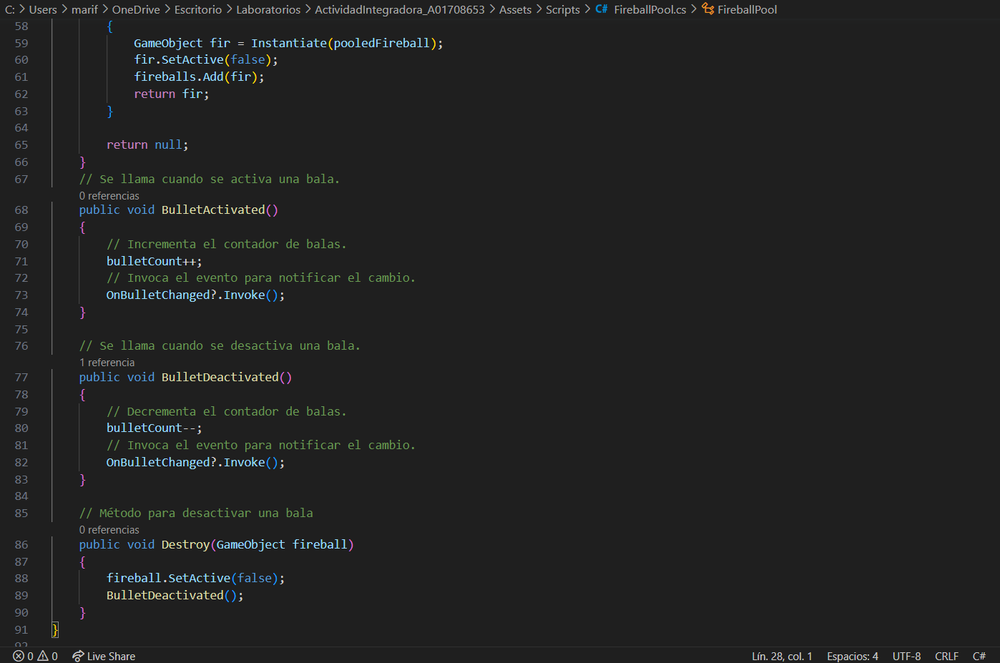 C: > Users > marif > OneDrive > Escritorio > Laboratorios > ActividadIntegradora_A01708653 > Assets > Scripts > C# FireballPool.cs > FireballPool
58 {
59 GameObject fir = Instantiate(pooledFireball);
60 fir.SetActive(false);
61 fireballs.Add(fir);
62 return fir;
63 }
64
65 return null;
66 }
67 // Se llama cuando se activa una bala.
0 referencias
68 public void BulletActivated()
69 {
70 // Incrementa el contador de balas.
71 bulletCount++;
72 // Invoca el evento para notificar el cambio.
73 OnBulletChanged?.Invoke();
74 }
75
76 // Se llama cuando se desactiva una bala.
1 referencia
77 public void BulletDeactivated()
78 {
79 // Decrementa el contador de balas.
80 bulletCount--;
81 // Invoca el evento para notificar el cambio.
82 OnBulletChanged?.Invoke();
83 }
84
85 // Método para desactivar una bala
0 referencias
86 public void Destroy(GameObject fireball)
87 {
88 fireball.SetActive(false);
89 BulletDeactivated();
90 }
91 }
92
0 0 Live Share Lín. 28, col. 1 Espacios: 4 UTF-8 CRLF C#